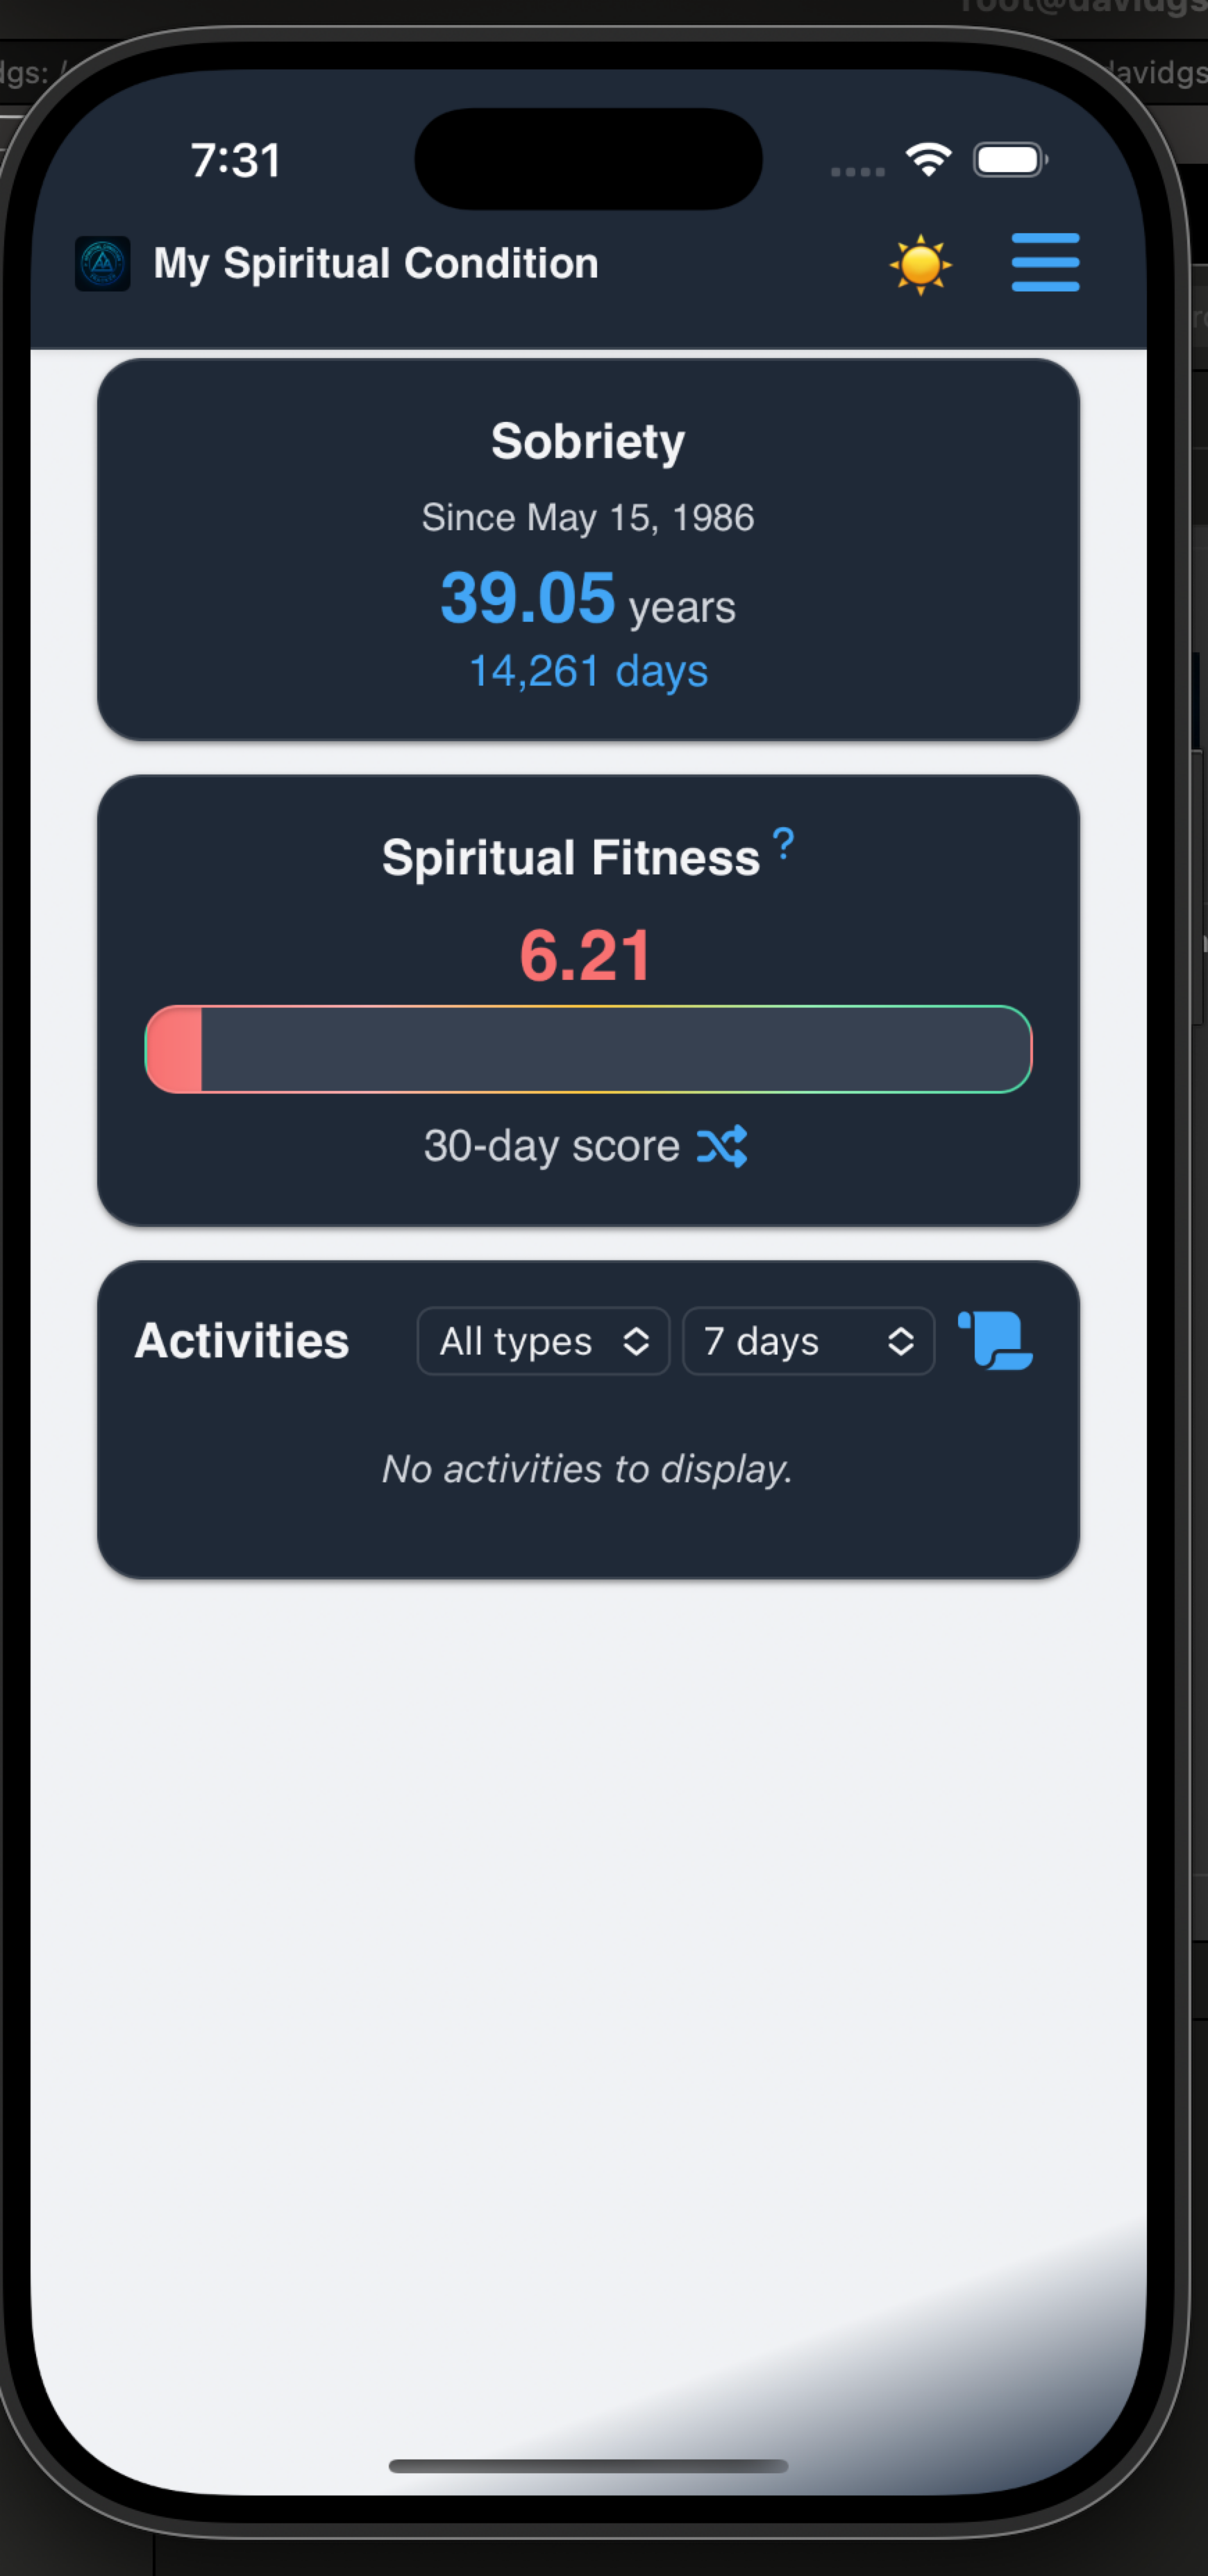 root@davidgs
dgs: /
davidgs
7:31
My Spiritual Condition
Sobriety
Since May 15, 1986
39.05 years
14,261 days
Spiritual Fitness ?
6.21
30-day score
Activities All types 7 days
No activities to display.